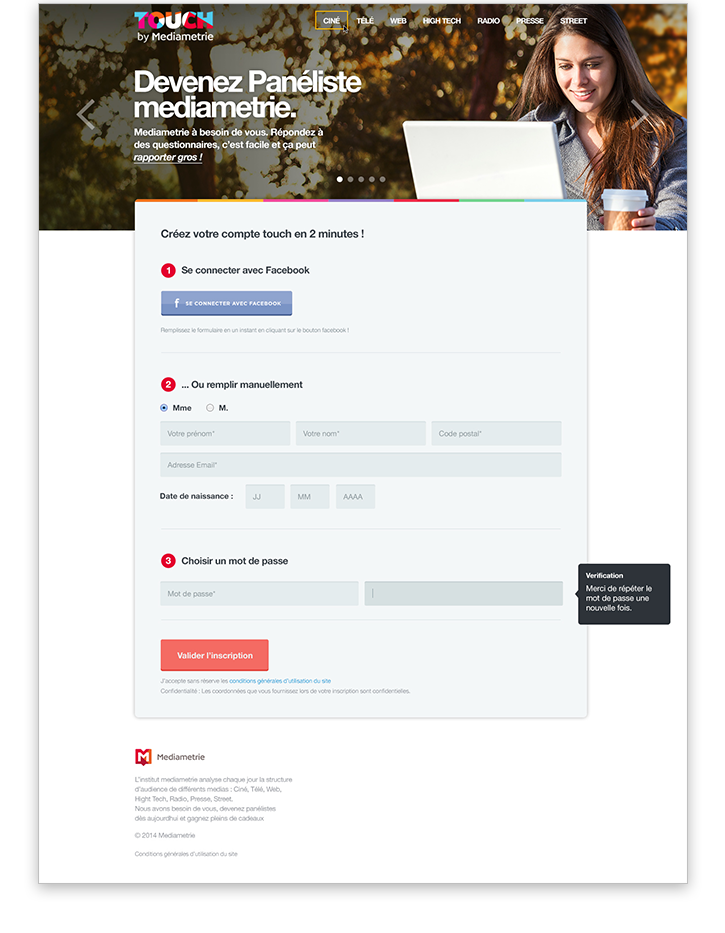 TOUCH
by Mediametrie
CINÉ TÉLÉ WEB HIGH TECH RADIO PRESSE STREET
Devenez Panéliste
mediametrie.
Mediametrie à besoin de vous. Répondez à
des questionnaires, c'est facile et ça peut
rapporter gros !
Créez votre compte touch en 2 minutes !
1 Se connecter avec Facebook
f SE CONNECTER AVEC FACEBOOK
Remplissez le formulaire en un instant en cliquant sur le bouton facebook !
2 ... Ou remplir manuellement
Mme M.
Votre prénom* Votre nom* Code postal*
Adresse Email*
Date de naissance : JJ MM AAAA
3 Choisir un mot de passe
Mot de passe*
Verification
Merci de répéter le
mot de passe une
nouvelle fois.
Valider l'inscription
J'accepte sans réserve les conditions générales d'utilisation du site
Confidentialité : Les coordonnées que vous fournissez lors de votre inscription sont confidentielles.
M Mediametrie
L'institut mediametrie analyse chaque jour la structure
d'audience de différents medias : Ciné, Télé, Web,
Hight Tech, Radio, Presse, Street.
Nous avons besoin de vous, devenez panélistes
dès aujourdhui et gagnez pleins de cadeaux
© 2014 Mediametrie
Conditions générales d'utilisation du site